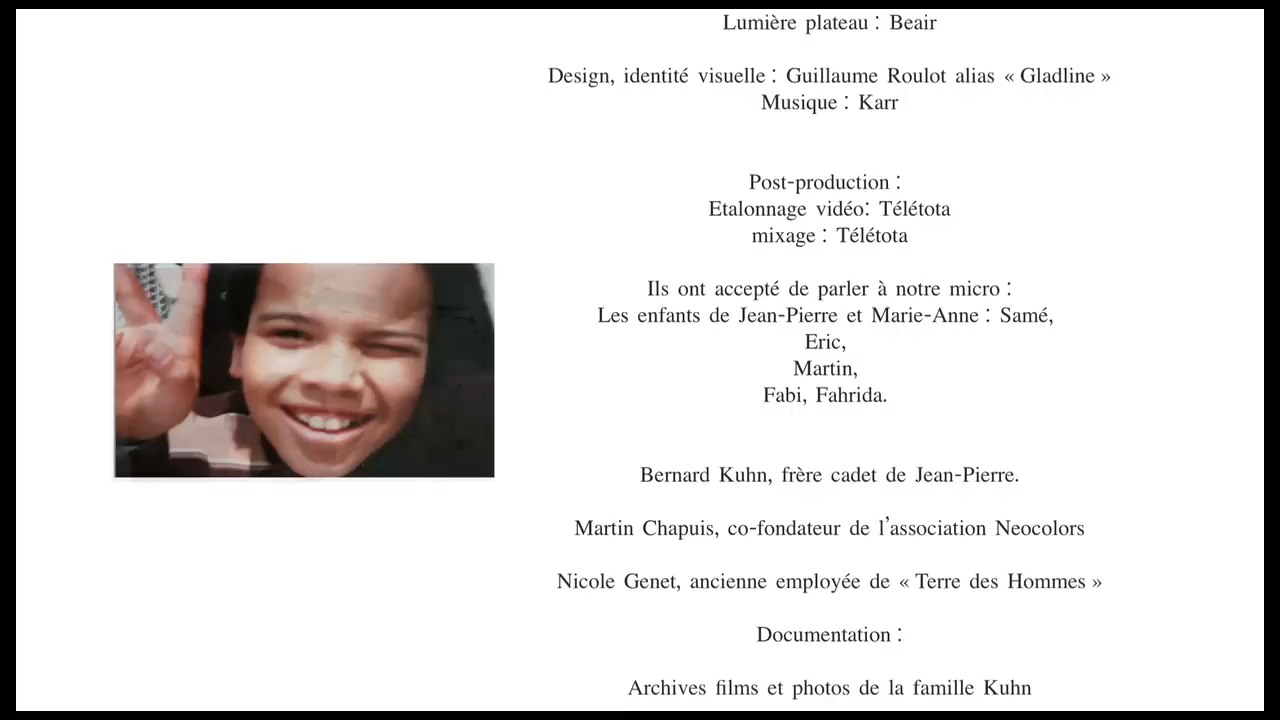 Lumière plateau : Beair
Design, identité visuelle : Guillaume Roulot alias « Gladline »
Musique : Karr
Post-production :
Etalonnage vidéo: Télétota
mixage : Télétota
Ils ont accepté de parler à notre micro :
Les enfants de Jean-Pierre et Marie-Anne : Samé,
Eric,
Martin,
Fabi, Fahrida.
Bernard Kuhn, frère cadet de Jean-Pierre.
Martin Chapuis, co-fondateur de l’association Neocolors
Nicole Genet, ancienne employée de « Terre des Hommes »
Documentation :
Archives films et photos de la famille Kuhn